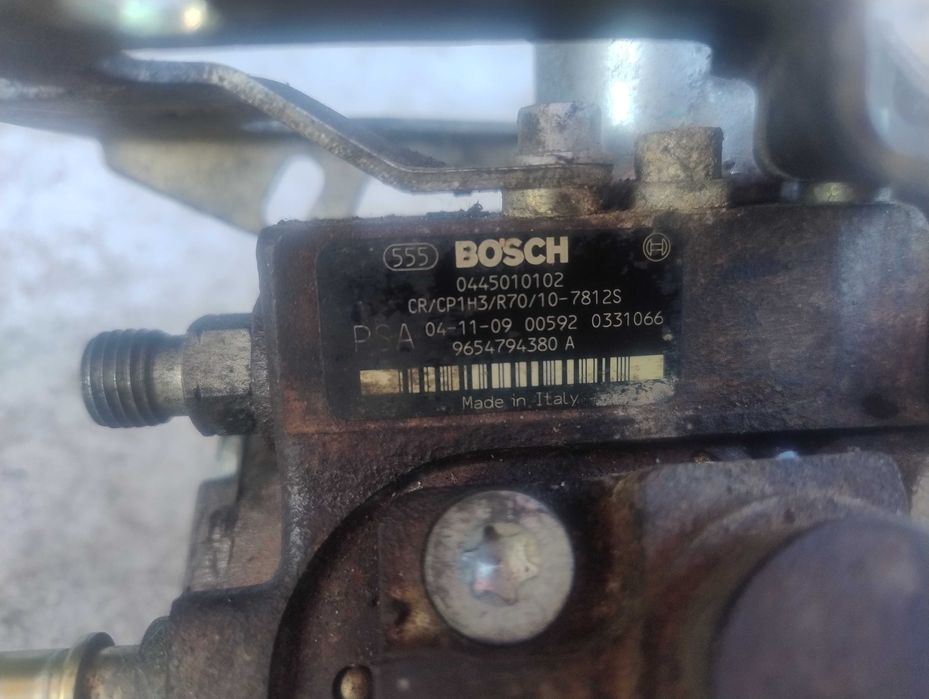 555 BOSCH
0445010102
CR/CP1H3/R70/10-7812S
PSA 04-11-09 00592 0331066
9654794380 A
Made in Italy